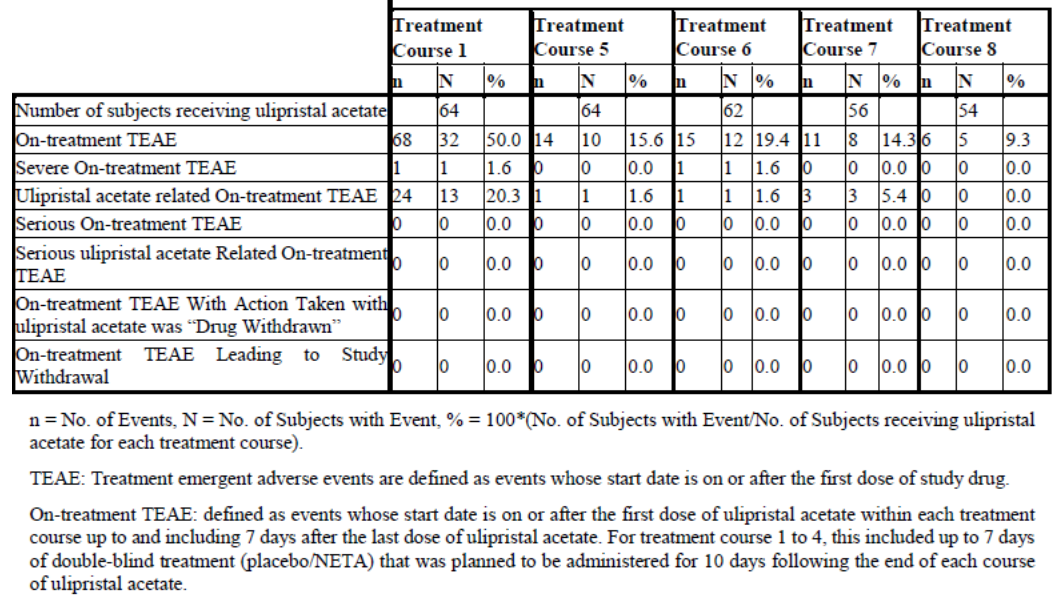 Treatment Course 1 Treatment Course 5 Treatment Course 6 Treatment Course 7 Treatment Course 8
n N % n N % n N % n N % n N %
Number of subjects receiving ulipristal acetate 64 64 62 56 54
On-treatment TEAE 68 32 50.0 14 10 15.6 15 12 19.4 11 8 14.3 6 5 9.3
Severe On-treatment TEAE 1 1 1.6 0 0 0.0 1 1 1.6 0 0 0.0 0 0 0.0
Ulipristal acetate related On-treatment TEAE 24 13 20.3 1 1 1.6 1 1 1.6 3 3 5.4 0 0 0.0
Serious On-treatment TEAE 0 0 0.0 0 0 0.0 0 0 0.0 0 0 0.0 0 0 0.0
Serious ulipristal acetate Related On-treatment
TEAE 0 0 0.0 0 0 0.0 0 0 0.0 0 0 0.0 0 0 0.0
On-treatment TEAE With Action Taken with
ulipristal acetate was “Drug Withdrawn” 0 0 0.0 0 0 0.0 0 0 0.0 0 0 0.0 0 0 0.0
On-treatment TEAE Leading to Study
Withdrawal 0 0 0.0 0 0 0.0 0 0 0.0 0 0 0.0 0 0 0.0
n = No. of Events, N = No. of Subjects with Event, % = 100*(No. of Subjects with Event/No. of Subjects receiving ulipristal
acetate for each treatment course).
TEAE: Treatment emergent adverse events are defined as events whose start date is on or after the first dose of study drug.
On-treatment TEAE: defined as events whose start date is on or after the first dose of ulipristal acetate within each treatment
course up to and including 7 days after the last dose of ulipristal acetate. For treatment course 1 to 4, this included up to 7 days
of double-blind treatment (placebo/NETA) that was planned to be administered for 10 days following the end of each course
of ulipristal acetate.